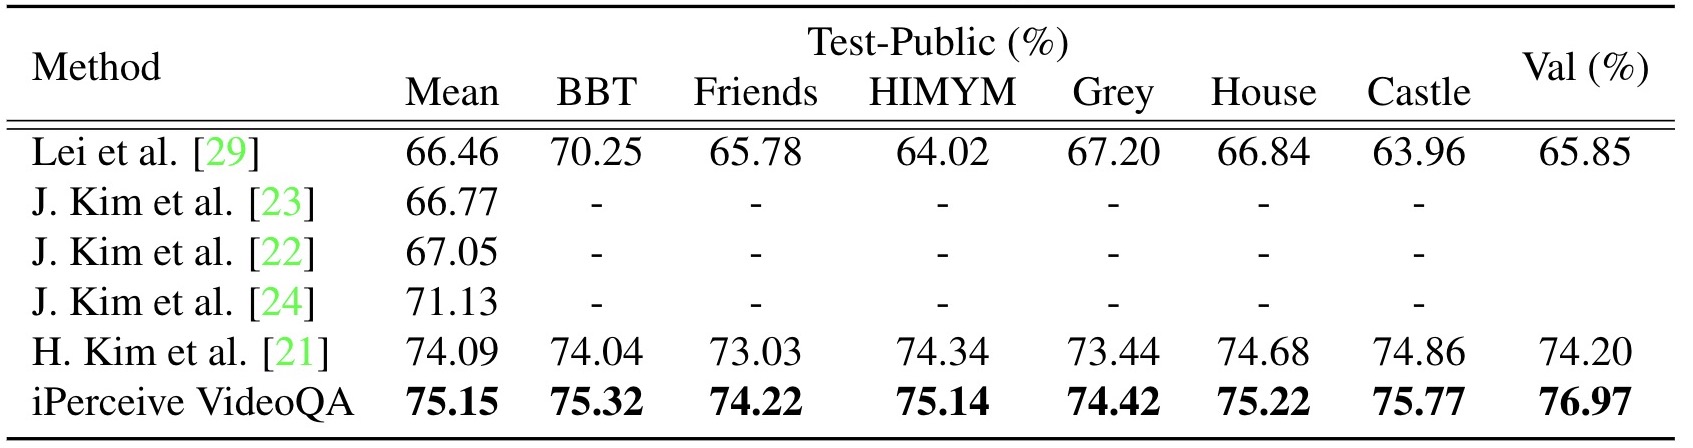 Method Test-Public (%) Val (%)
Mean BBT Friends HIMYM Grey House Castle
Lei et al. [29] 66.46 70.25 65.78 64.02 67.20 66.84 63.96 65.85
J. Kim et al. [23] 66.77 - - - - - -
J. Kim et al. [22] 67.05 - - - - - -
J. Kim et al. [24] 71.13 - - - - - -
H. Kim et al. [21] 74.09 74.04 73.03 74.34 73.44 74.68 74.86 74.20
iPerceive VideoQA 75.15 75.32 74.22 75.14 74.42 75.22 75.77 76.97